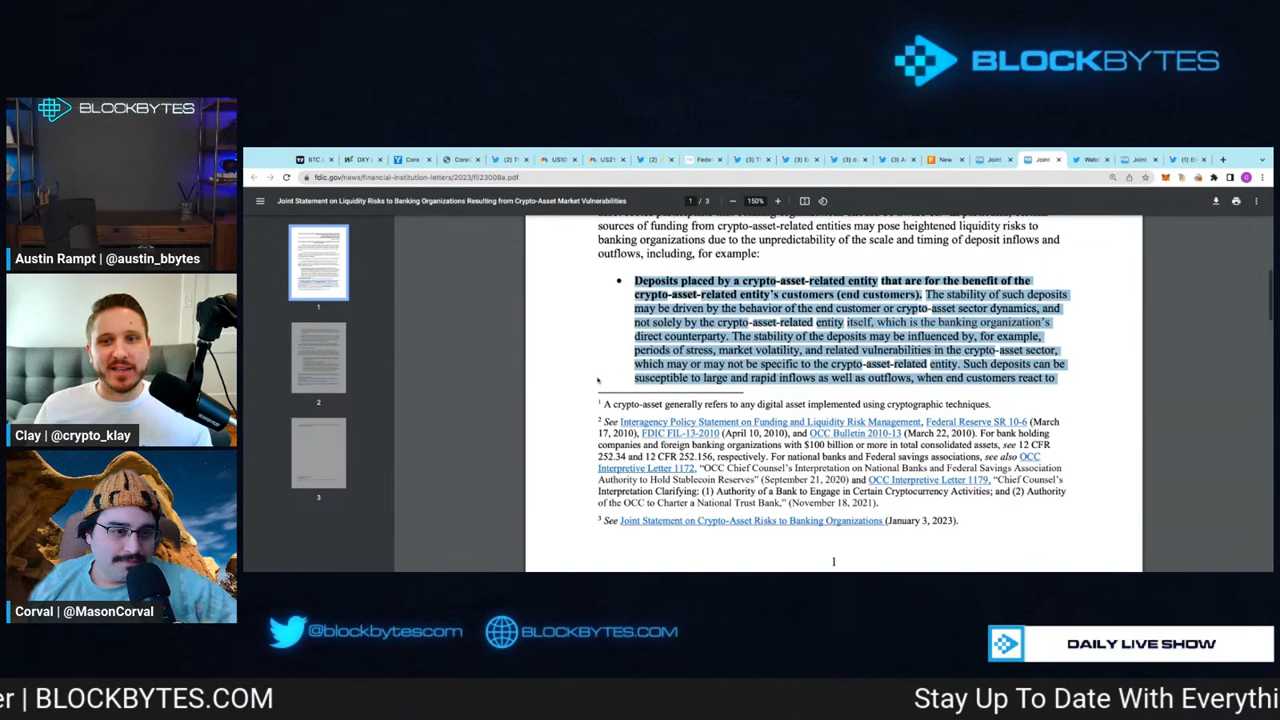 BLOCKBYTES
BLOCKBYTES
Austin Rampt | @austin_bbytes
Clay | @crypto_klay
Corval | @MasonCorval
BTC
DXY
Core
(2) T
US10
US2
(2)
Fede
New
Joint
Joint
Watc
Joint
fdic.gov/news/financial-institution-letters/2023/fil23008a.pdf
Joint Statement on Liquidity Risks to Banking Organizations Resulting from Crypto-Asset Market Vulnerabilities
1 / 3
150%
1
2
3
sources of funding from crypto-asset-related entities may pose heightened liquidity risks to
banking organizations due to the unpredictability of the scale and timing of deposit inflows and
outflows, including, for example:
• Deposits placed by a crypto-asset-related entity that are for the benefit of the
crypto-asset-related entity's customers (end customers). The stability of such deposits
may be driven by the behavior of the end customer or crypto-asset sector dynamics, and
not solely by the crypto-asset-related entity itself, which is the banking organization's
direct counterparty. The stability of the deposits may be influenced by, for example,
periods of stress, market volatility, and related vulnerabilities in the crypto-asset sector,
which may or may not be specific to the crypto-asset-related entity. Such deposits can be
susceptible to large and rapid inflows as well as outflows, when end customers react to
1 A crypto-asset generally refers to any digital asset implemented using cryptographic techniques.
2 See Interagency Policy Statement on Funding and Liquidity Risk Management, Federal Reserve SR 10-6 (March
17, 2010), FDIC FIL-13-2010 (April 10, 2010), and OCC Bulletin 2010-13 (March 22, 2010). For bank holding
companies and foreign banking organizations with $100 billion or more in total consolidated assets, see 12 CFR
252.34 and 12 CFR 252.156, respectively. For national banks and Federal savings associations, see also OCC
Interpretive Letter 1172, "OCC Chief Counsel's Interpretation on National Banks and Federal Savings Association
Authority to Hold Stablecoin Reserves" (September 21, 2020) and OCC Interpretive Letter 1179, "Chief Counsel's
Interpretation Clarifying: (1) Authority of a Bank to Engage in Certain Cryptocurrency Activities; and (2) Authority
of the OCC to Charter a National Trust Bank," (November 18, 2021).
3 See Joint Statement on Crypto-Asset Risks to Banking Organizations (January 3, 2023).
1
@blockbytescom
BLOCKBYTES.COM
DAILY LIVE SHOW
er | BLOCKBYTES.COM
Stay Up To Date With Everythi